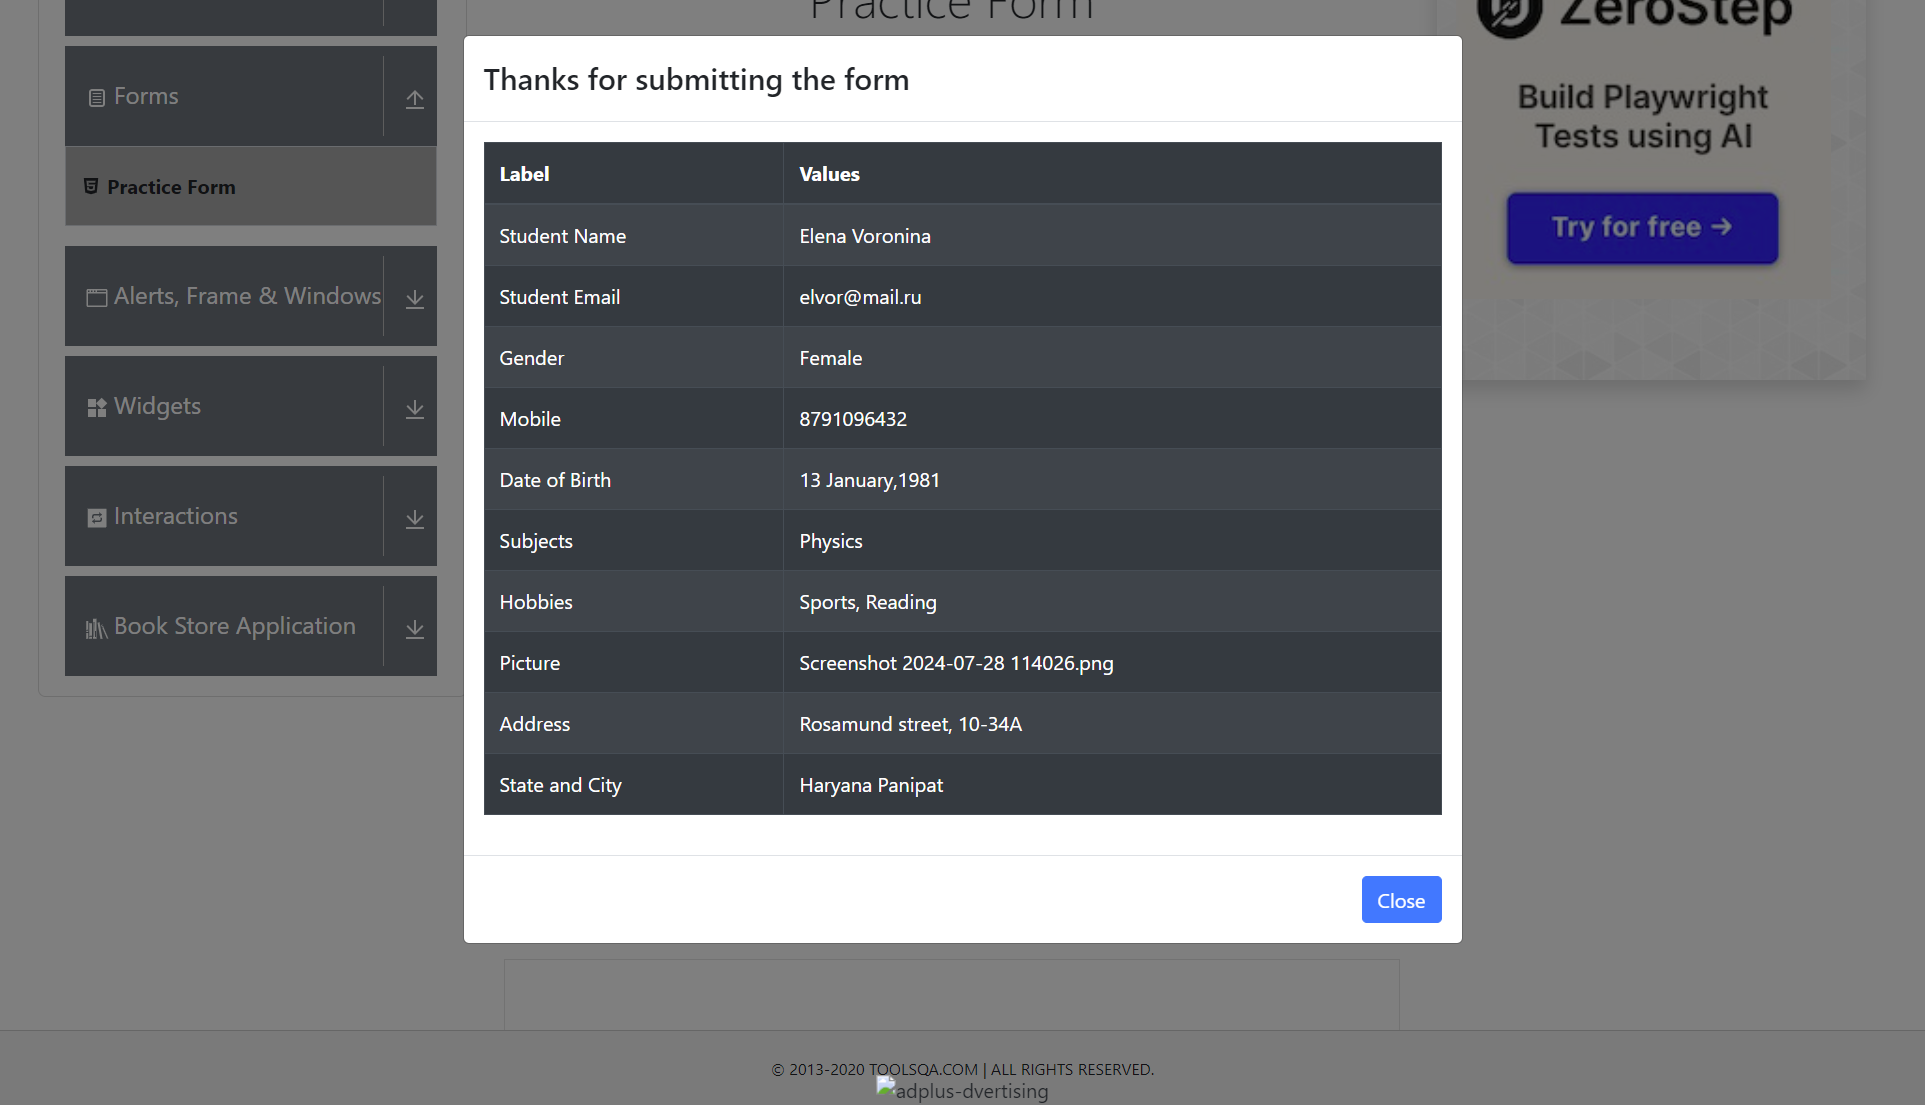 Practice Form
ZeroStep
Build Playwright
Tests using AI
Try for free →
Forms
Practice Form
Alerts, Frame & Windows
Widgets
Interactions
Book Store Application
Thanks for submitting the form
Label Values
Student Name Elena Voronina
Student Email elvor@mail.ru
Gender Female
Mobile 8791096432
Date of Birth 13 January,1981
Subjects Physics
Hobbies Sports, Reading
Picture Screenshot 2024-07-28 114026.png
Address Rosamund street, 10-34A
State and City Haryana Panipat
Close
© 2013-2020 TOOLSQA.COM | ALL RIGHTS RESERVED.
adplus-dvertising